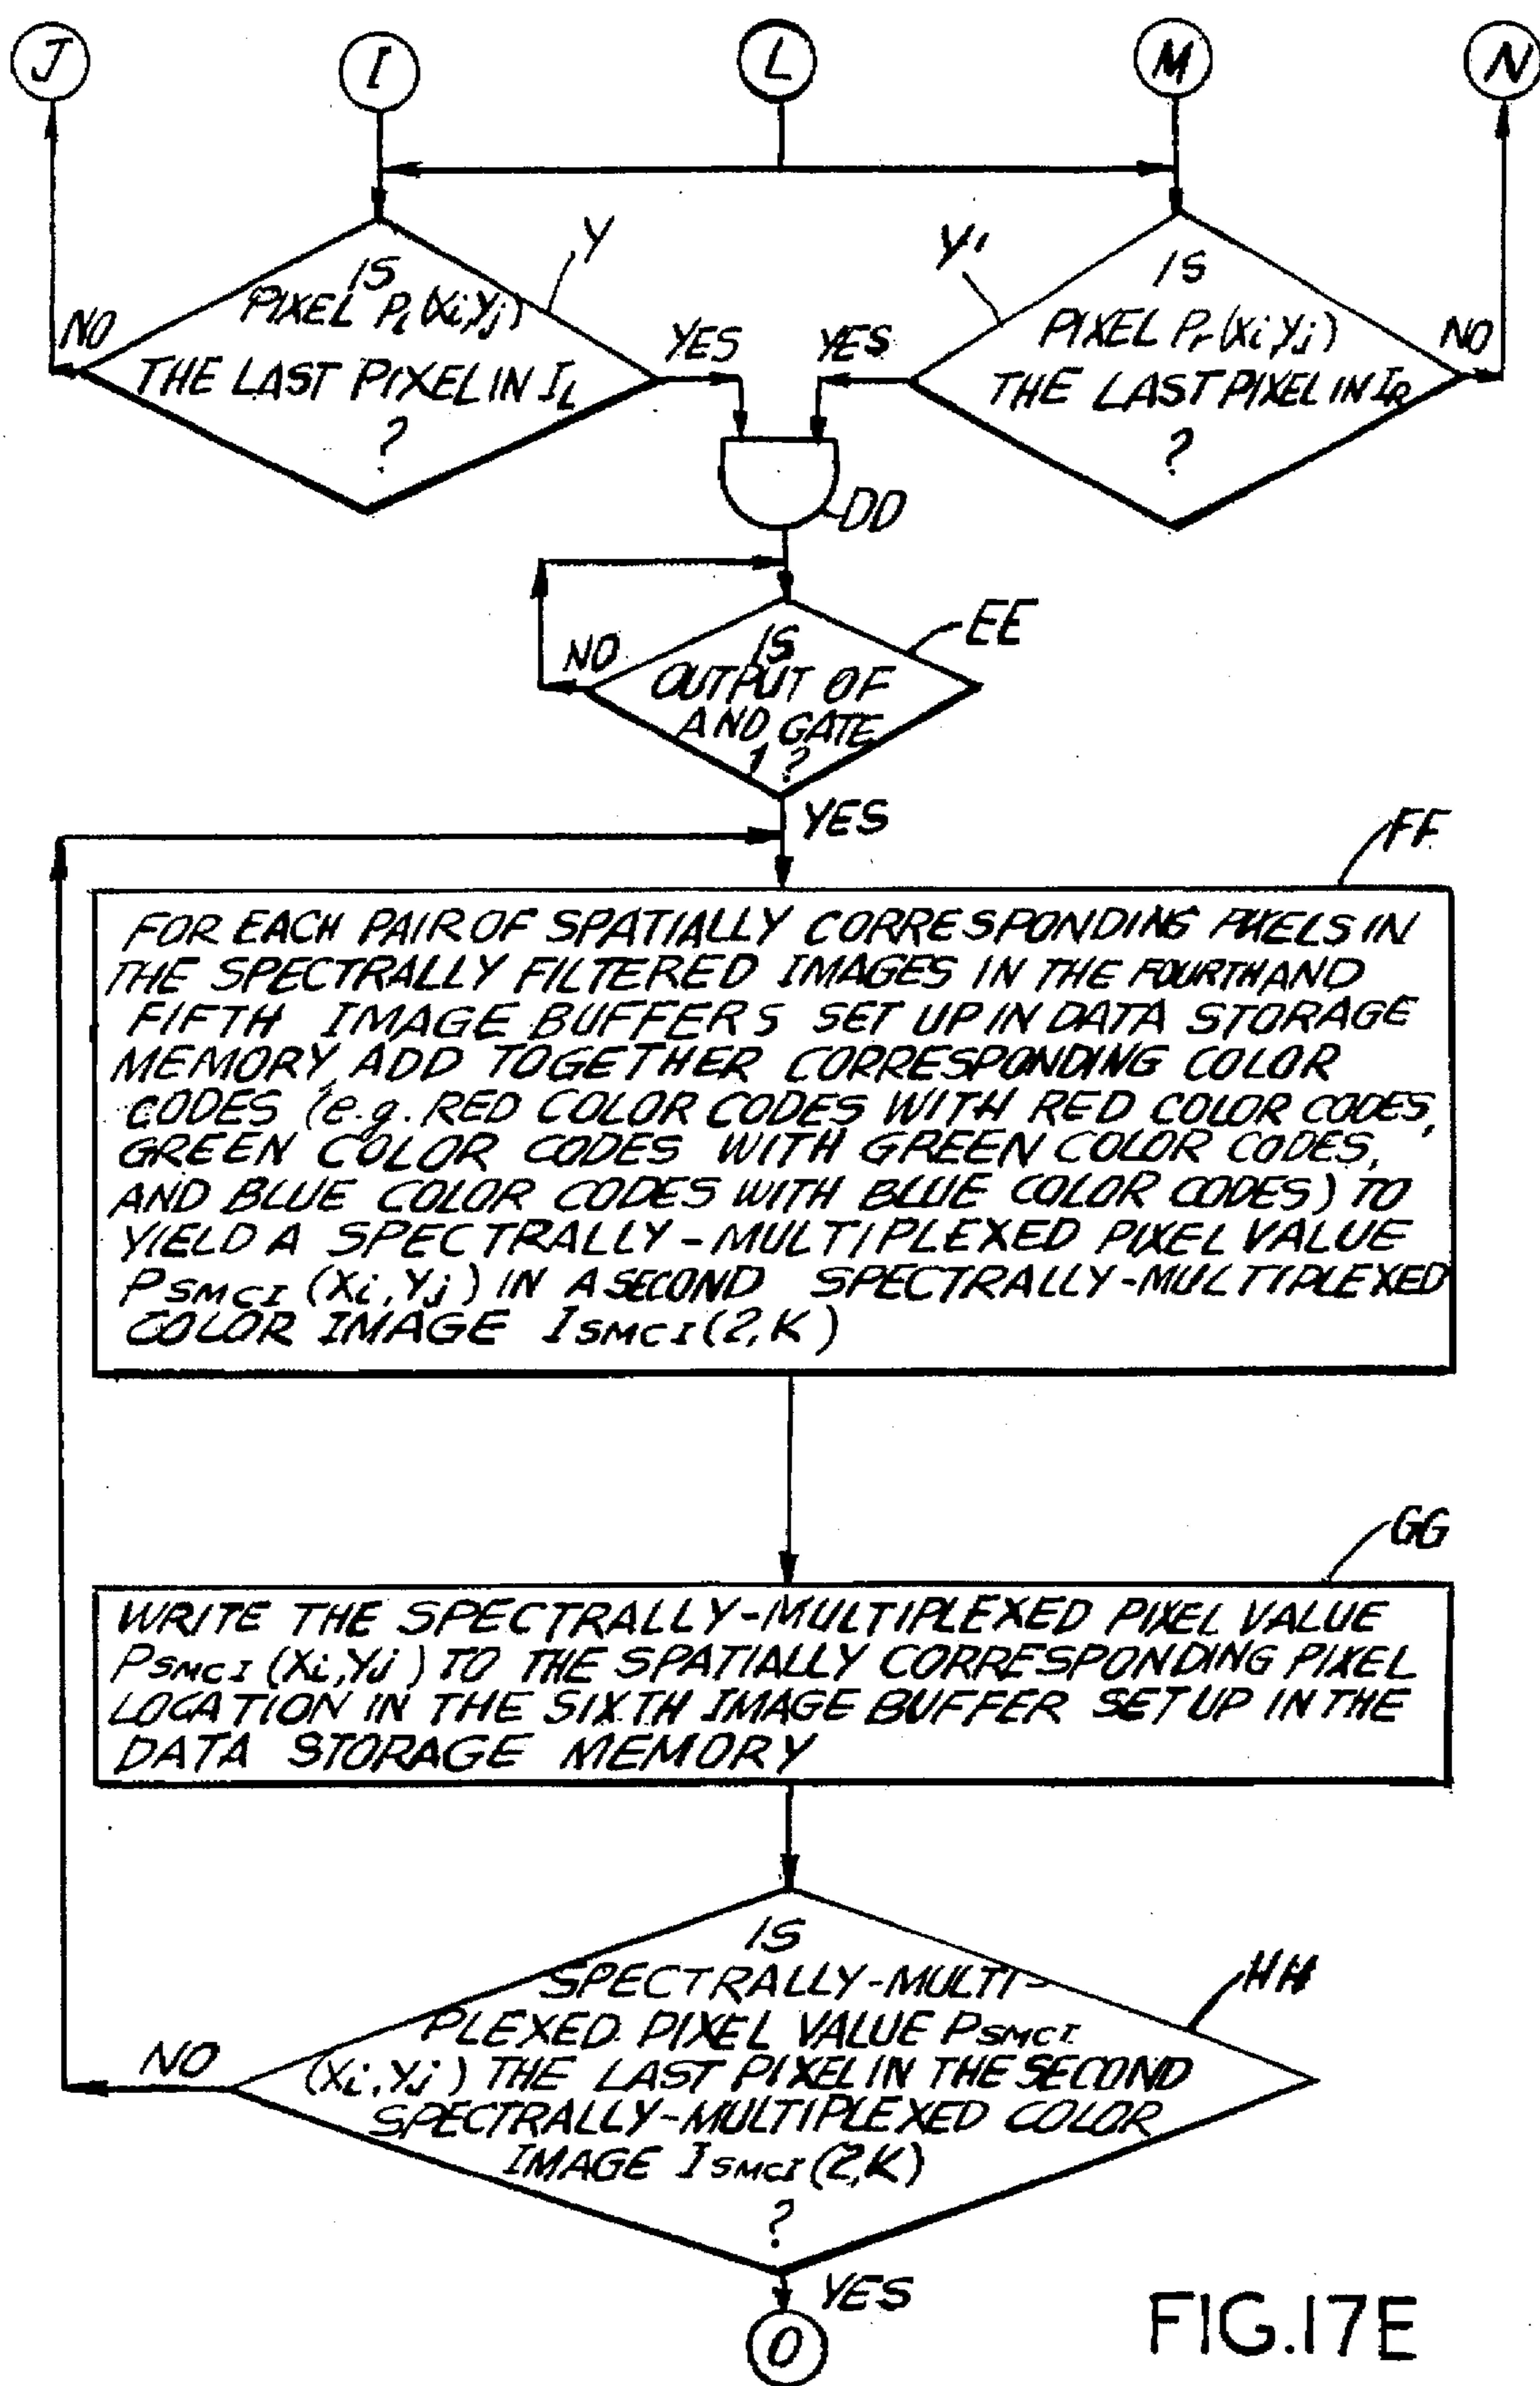 J
I
L
M
N
Y
Y'
IS
PIXEL PL(Xi,Yj)
THE LAST PIXEL IN IL
?
NO
YES
IS
PIXEL Pr(Xi,Yj)
THE LAST PIXEL IN IR
?
YES
NO
DD
EE
IS
OUTPUT OF
AND GATE
1?
NO
YES
FF
FOR EACH PAIR OF SPATIALLY CORRESPONDING PIXELS IN
THE SPECTRALLY FILTERED IMAGES IN THE FOURTH AND
FIFTH IMAGE BUFFERS SET UP IN DATA STORAGE
MEMORY, ADD TOGETHER CORRESPONDING COLOR
CODES (e.g. RED COLOR CODES WITH RED COLOR CODES,
GREEN COLOR CODES WITH GREEN COLOR CODES,
AND BLUE COLOR CODES WITH BLUE COLOR CODES) TO
YIELD A SPECTRALLY-MULTIPLEXED PIXEL VALUE
PSMCI (Xi,Yj) IN A SECOND SPECTRALLY-MULTIPLEXED
COLOR IMAGE ISMCI(2,K)
GG
WRITE THE SPECTRALLY-MULTIPLEXED PIXEL VALUE
PSMCI (Xi,Yj) TO THE SPATIALLY CORRESPONDING PIXEL
LOCATION IN THE SIXTH IMAGE BUFFER SET UP IN THE
DATA STORAGE MEMORY
HH
IS
SPECTRALLY-MULTI-
PLEXED PIXEL VALUE PSMCI
(Xi,Yj) THE LAST PIXEL IN THE SECOND
SPECTRALLY-MULTIPLEXED COLOR
IMAGE ISMCI(2,K)
?
NO
YES
O
FIG.17E